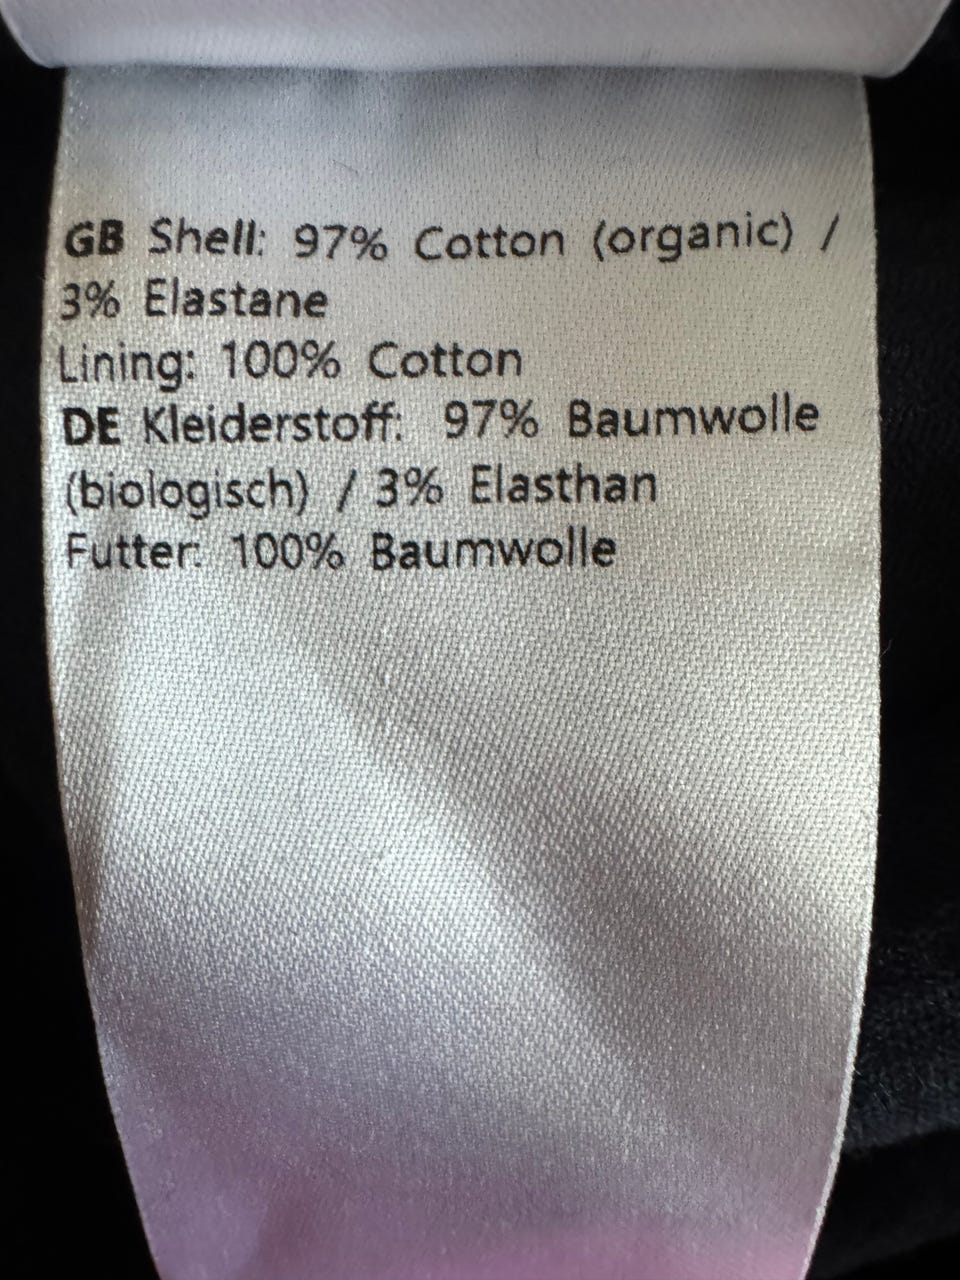 GB Shell: 97% Cotton (organic) /
3% Elastane
Lining: 100% Cotton
DE Kleiderstoff: 97% Baumwolle
(biologisch) / 3% Elasthan
Futter: 100% Baumwolle